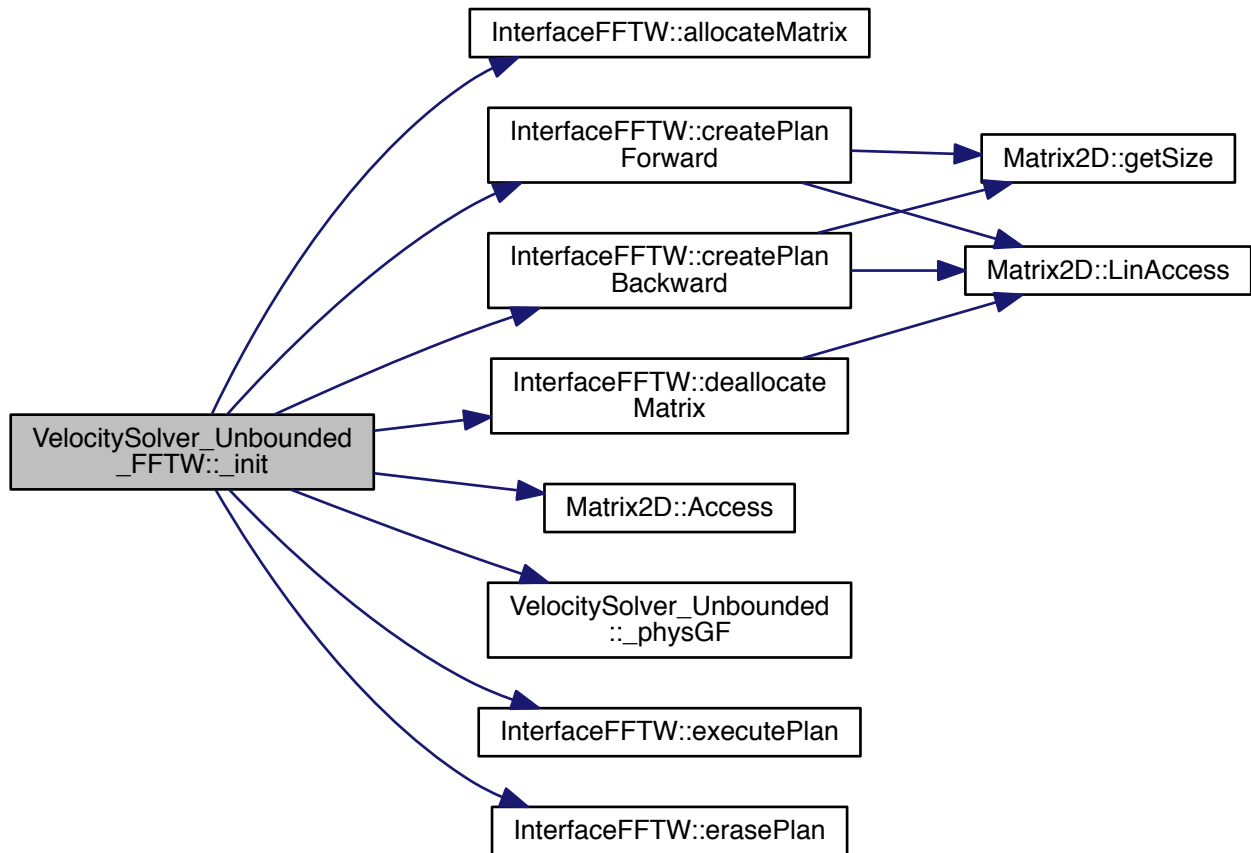 InterfaceFFTW::allocateMatrix
InterfaceFFTW::createPlan
Forward
Matrix2D::getSize
InterfaceFFTW::createPlan
Backward
Matrix2D::LinAccess
InterfaceFFTW::deallocate
Matrix
VelocitySolver_Unbounded
_FFTW::_init
Matrix2D::Access
VelocitySolver_Unbounded
::_physGF
InterfaceFFTW::executePlan
InterfaceFFTW::erasePlan